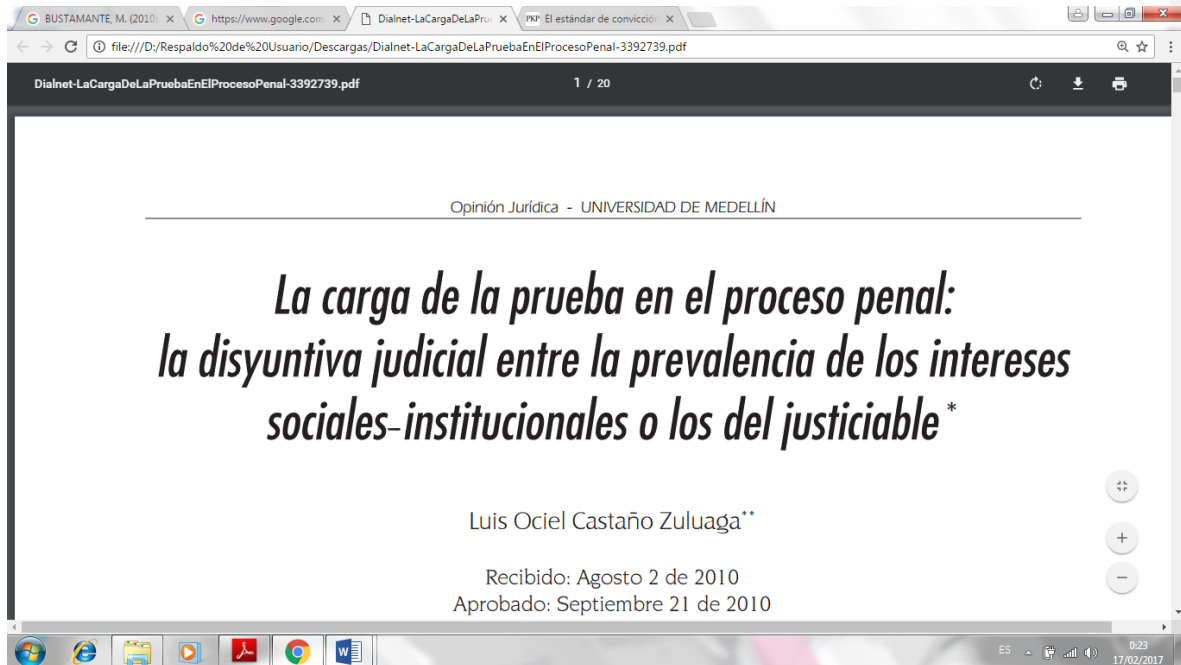 BUSTAMANTE, M. (2010)
https://www.google.com
Dialnet-LaCargaDeLaPru
El estándar de convicción
file:///D:/Respaldo%20de%20Usuario/Descargas/Dialnet-LaCargaDeLaPruebaEnElProcesoPenal-3392739.pdf
Dialnet-LaCargaDeLaPruebaEnElProcesoPenal-3392739.pdf
1 / 20
Opinión Jurídica - UNIVERSIDAD DE MEDELLÍN
La carga de la prueba en el proceso penal:
la disyuntiva judicial entre la prevalencia de los intereses
sociales-institucionales o los del justiciable*
Luis Ociel Castaño Zuluaga**
Recibido: Agosto 2 de 2010
Aprobado: Septiembre 21 de 2010
ES
0:23
17/02/2017